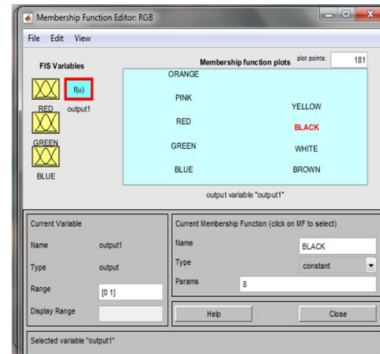 Membership Function Editor: RGB
File Edit View
FIS Variables
Membership function plots
plot points:
181
f(u)
RED
output1
GREEN
BLUE
ORANGE
PINK
YELLOW
RED
BLACK
GREEN
WHITE
BLUE
BROWN
output variable "output1"
Current Variable
Name output1
Type output
Range [0 1]
Display Range
Current Membership Function (click on MF to select)
Name BLACK
Type constant
Params 8
Help Close
Selected variable "output1"